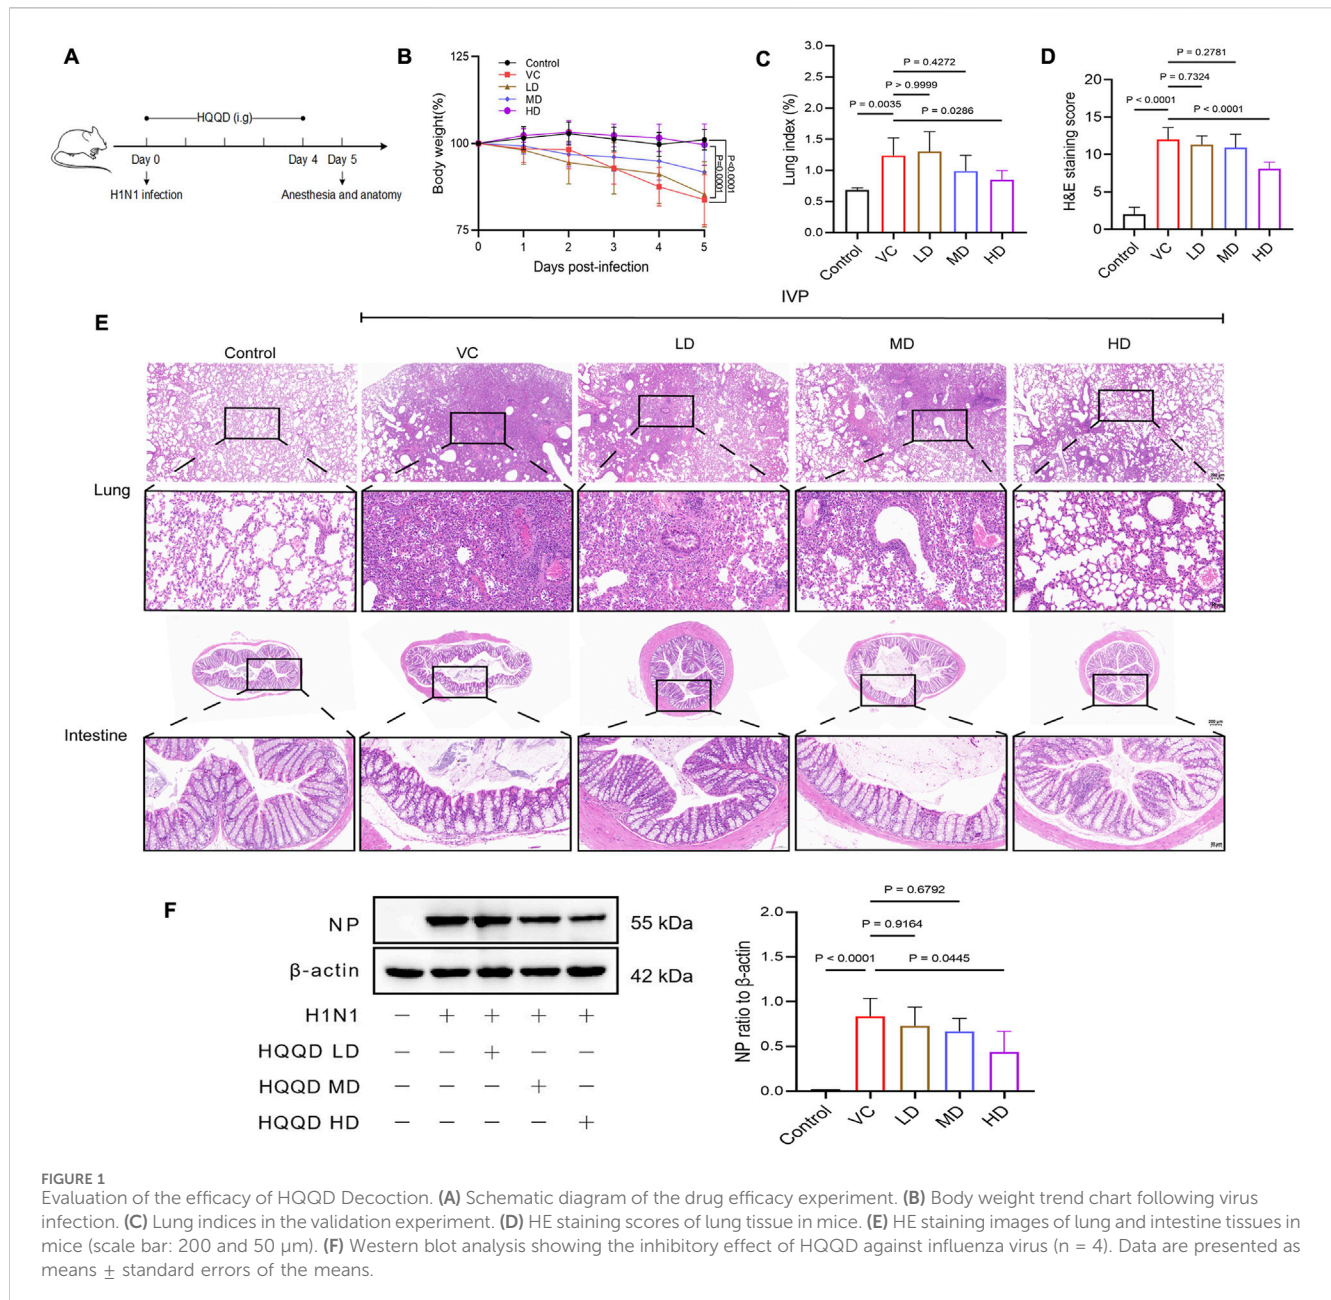 A
HQQD (i.g)
Day 0
Day 4
Day 5
H1N1 infection
Anesthesia and anatomy
B
Body weight(%)
125
100
75
0
1
2
3
4
5
Days post-infection
Control
VC
LD
MD
HD
P=0.0001
P<0.0001
C
Lung index (%)
3.0
2.5
2.0
1.5
1.0
0.5
0.0
P = 0.4272
P > 0.9999
P = 0.0035
P = 0.0286
Control
VC
LD
MD
HD
D
H&E staining score
20
15
10
5
0
P = 0.2781
P = 0.7324
P < 0.0001
P < 0.0001
Control
VC
LD
MD
HD
E
IVP
Control
VC
LD
MD
HD
Lung
Intestine
200 µm
F
NP
55 kDa
β-actin
42 kDa
H1N1 − + + + +
HQQD LD − − + − −
HQQD MD − − − + −
HQQD HD − − − − +
NP ratio to β-actin
2.0
1.5
1.0
0.5
0.0
P = 0.6792
P = 0.9164
P < 0.0001
P = 0.0445
Control
VC
LD
MD
HD
FIGURE 1
Evaluation of the efficacy of HQQD Decoction. (A) Schematic diagram of the drug efficacy experiment. (B) Body weight trend chart following virus
infection. (C) Lung indices in the validation experiment. (D) HE staining scores of lung tissue in mice. (E) HE staining images of lung and intestine tissues in
mice (scale bar: 200 and 50 µm). (F) Western blot analysis showing the inhibitory effect of HQQD against influenza virus (n = 4). Data are presented as
means ± standard errors of the means.